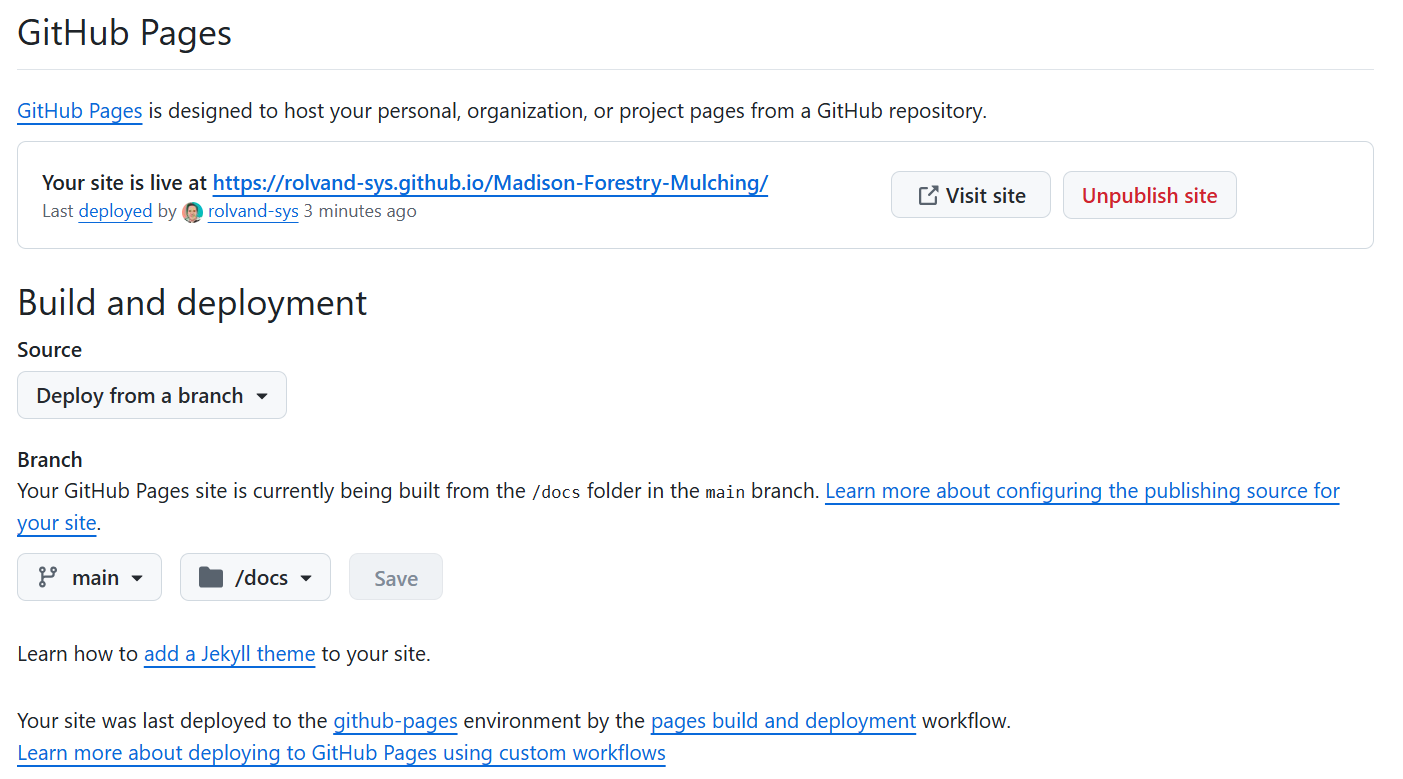 GitHub Pages
GitHub Pages is designed to host your personal, organization, or project pages from a GitHub repository.
Your site is live at https://rolvand-sys.github.io/Madison-Forestry-Mulching/
Last deployed by rolvand-sys 3 minutes ago
Visit site
Unpublish site
Build and deployment
Source
Deploy from a branch
Branch
Your GitHub Pages site is currently being built from the /docs folder in the main branch. Learn more about configuring the publishing source for
your site.
main
/docs
Save
Learn how to add a Jekyll theme to your site.
Your site was last deployed to the github-pages environment by the pages build and deployment workflow.
Learn more about deploying to GitHub Pages using custom workflows